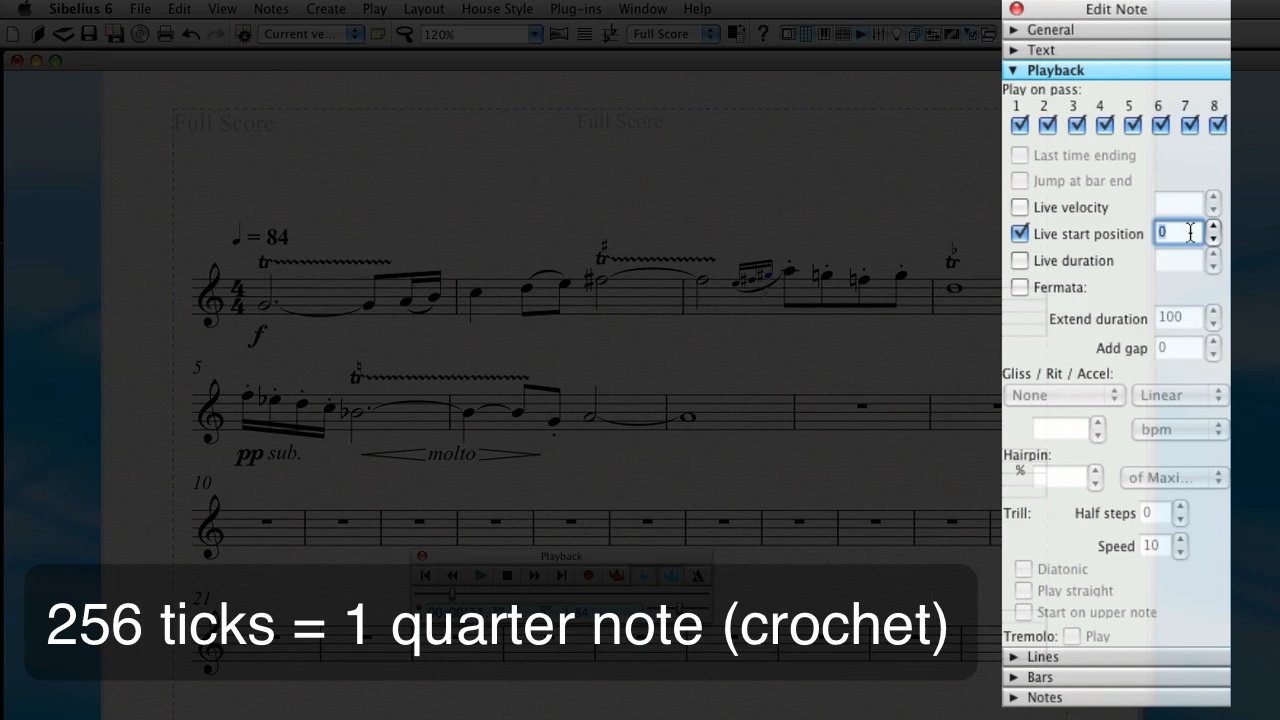 Sibelius 6 File Edit View Notes Create Play Layout House Style Plug-ins Window Help
Current ve... 120% Full Score ?
Full Score Full Score
♩ = 84
tr tr tr
4
4
f
5
tr
pp sub. molto
10
Playback
21
256 ticks = 1 quarter note (crochet)
Edit Note
General
Text
Playback
Play on pass:
1 2 3 4 5 6 7 8
Last time ending
Jump at bar end
Live velocity
Live start position 0
Live duration
Fermata:
Extend duration 100
Add gap 0
Gliss / Rit / Accel:
None Linear
bpm
Hairpin:
% of Maxi...
Trill: Half steps 0
Speed 10
Diatonic
Play straight
Start on upper note
Tremolo: Play
Lines
Bars
Notes